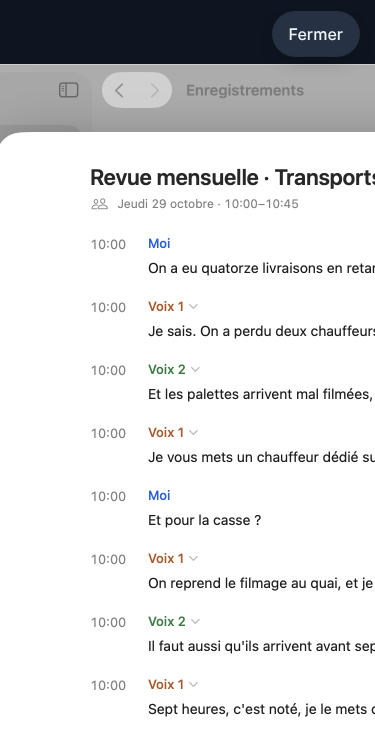 Fermer
Enregistrements
Revue mensuelle · Transports
Jeudi 29 octobre · 10:00–10:45
10:00 Moi
On a eu quatorze livraisons en
10:00 Voix 1
Je sais. On a perdu deux chauffeurs
10:00 Voix 2
Et les palettes arrivent mal filmées,
10:00 Voix 1
Je vous mets un chauffeur dédié
10:00 Moi
Et pour la casse ?
10:00 Voix 1
On reprend le filmage au quai, et je
10:00 Voix 2
Il faut aussi qu'ils arrivent avant
10:00 Voix 1
Sept heures, c'est noté, je le mets